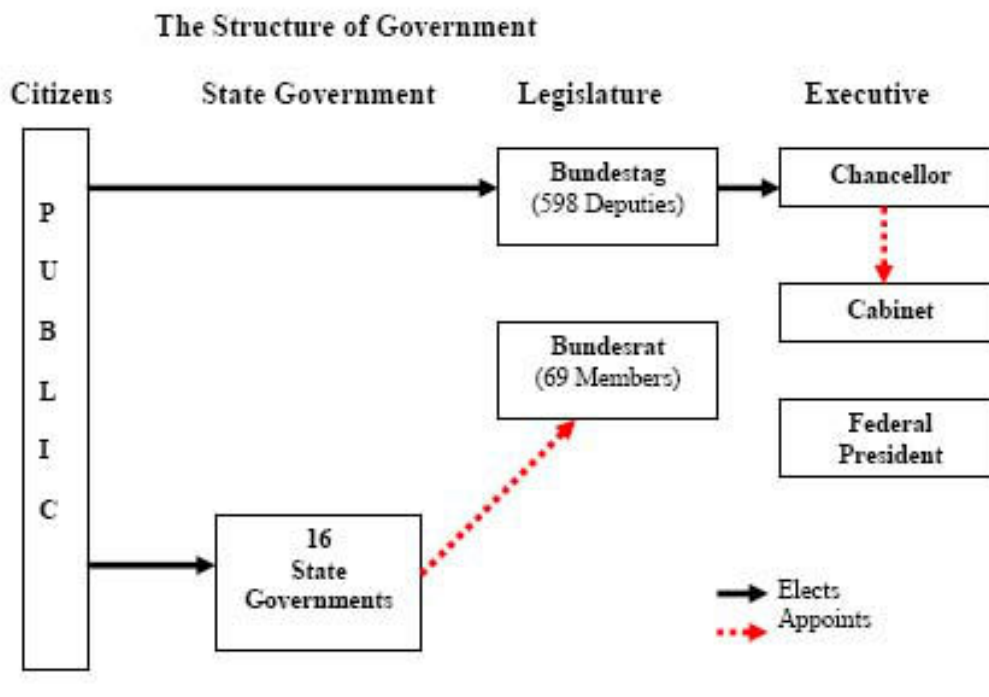 The Structure of Government
Citizens State Government Legislature Executive
P
U
B
L
I
C
Bundestag
(598 Deputies)
Chancellor
Cabinet
Bundesrat
(69 Members)
Federal
President
16
State
Governments
Elects
Appoints